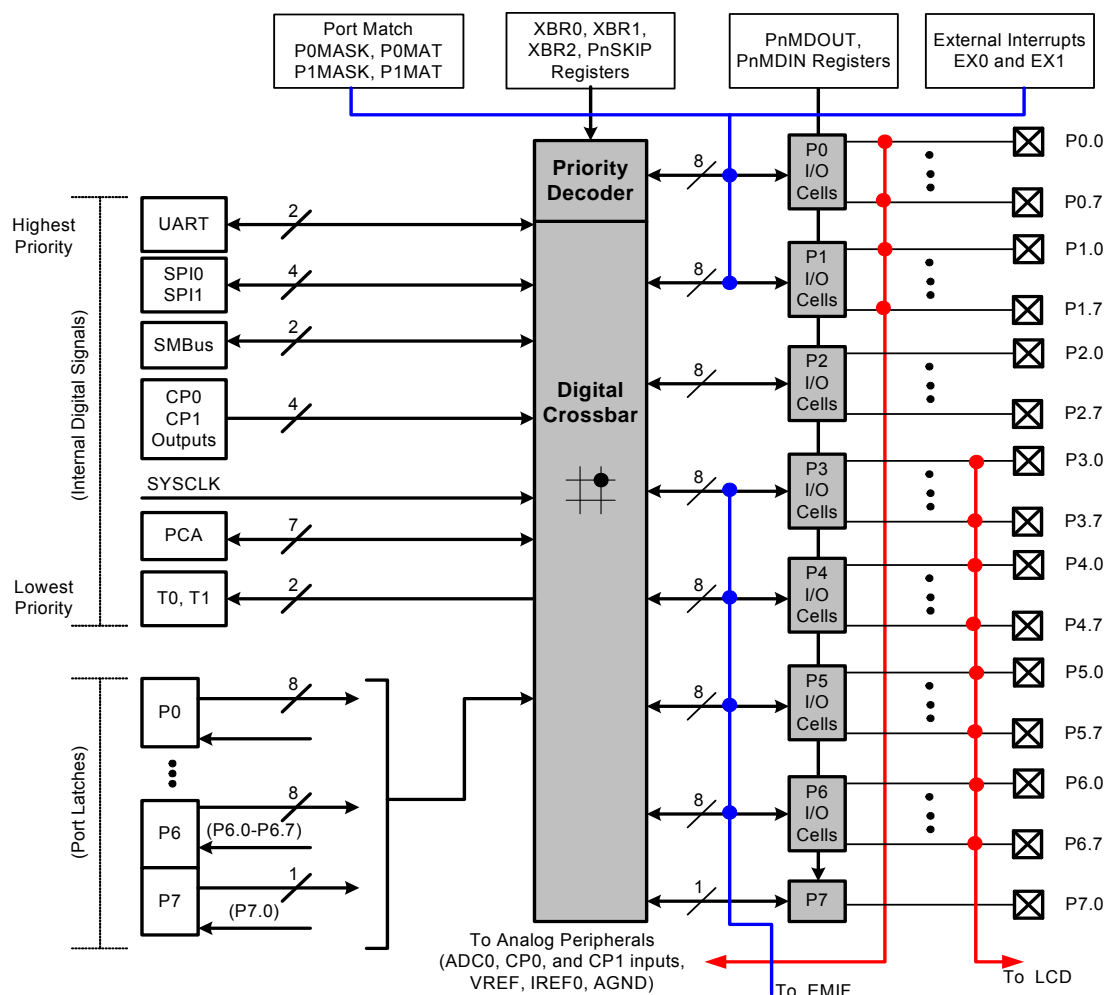 Port Match
P0MASK, P0MAT
P1MASK, P1MAT
XBR0, XBR1,
XBR2, PnSKIP
Registers
PnMDOUT,
PnMDIN Registers
External Interrupts
EX0 and EX1
Priority
Decoder
Digital
Crossbar
Highest
Priority
(Internal Digital Signals)
Lowest
Priority
UART
2
SPI0
SPI1
4
SMBus
2
CP0
CP1
Outputs
4
SYSCLK
PCA
7
T0, T1
2
(Port Latches)
P0
8
P6
8
(P6.0-P6.7)
P7
1
(P7.0)
8
P0
I/O
Cells
P0.0
P0.7
8
P1
I/O
Cells
P1.0
P1.7
8
P2
I/O
Cells
P2.0
P2.7
8
P3
I/O
Cells
P3.0
P3.7
8
P4
I/O
Cells
P4.0
P4.7
8
P5
I/O
Cells
P5.0
P5.7
8
P6
I/O
Cells
P6.0
P6.7
1
P7
P7.0
To Analog Peripherals
(ADC0, CP0, and CP1 inputs,
VREF, IREF0, AGND)
To EMIF
To LCD